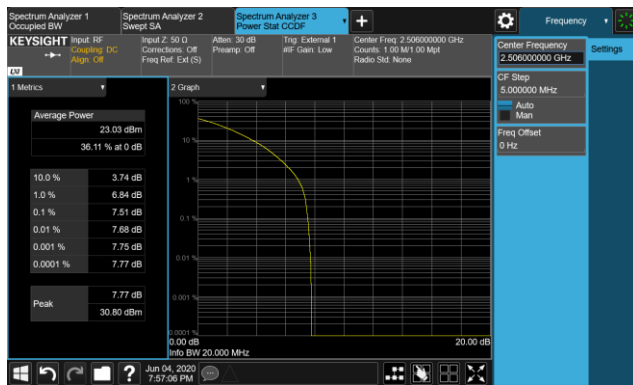 Spectrum Analyzer 1
Occupied BW
Spectrum Analyzer 2
Swept SA
Spectrum Analyzer 3
Power Stat CCDF
Frequency
KEYSIGHT
Input: RF
Coupling: DC
Align: Off
Input Z: 50 Ω
Corrections: Off
Freq Ref: Ext (S)
Atten: 30 dB
Preamp: Off
Trig: External 1
#IF Gain: Low
Center Freq: 2.506000000 GHz
Counts: 1.00 M/1.00 Mpt
Radio Std: None
LXI
Center Frequency
2.506000000 GHz
Settings
CF Step
5.000000 MHz
Auto
Man
Freq Offset
0 Hz
1 Metrics
2 Graph
Average Power
23.03 dBm
36.11 % at 0 dB
10.0 % 3.74 dB
1.0 % 6.84 dB
0.1 % 7.51 dB
0.01 % 7.68 dB
0.001 % 7.75 dB
0.0001 % 7.77 dB
Peak
7.77 dB
30.80 dBm
100 %
10 %
1 %
0.1 %
0.01 %
0.001 %
0.0001 %
0.00 dB
20.00 dB
Info BW 20.000 MHz
?
Jun 04, 2020
7:57:06 PM